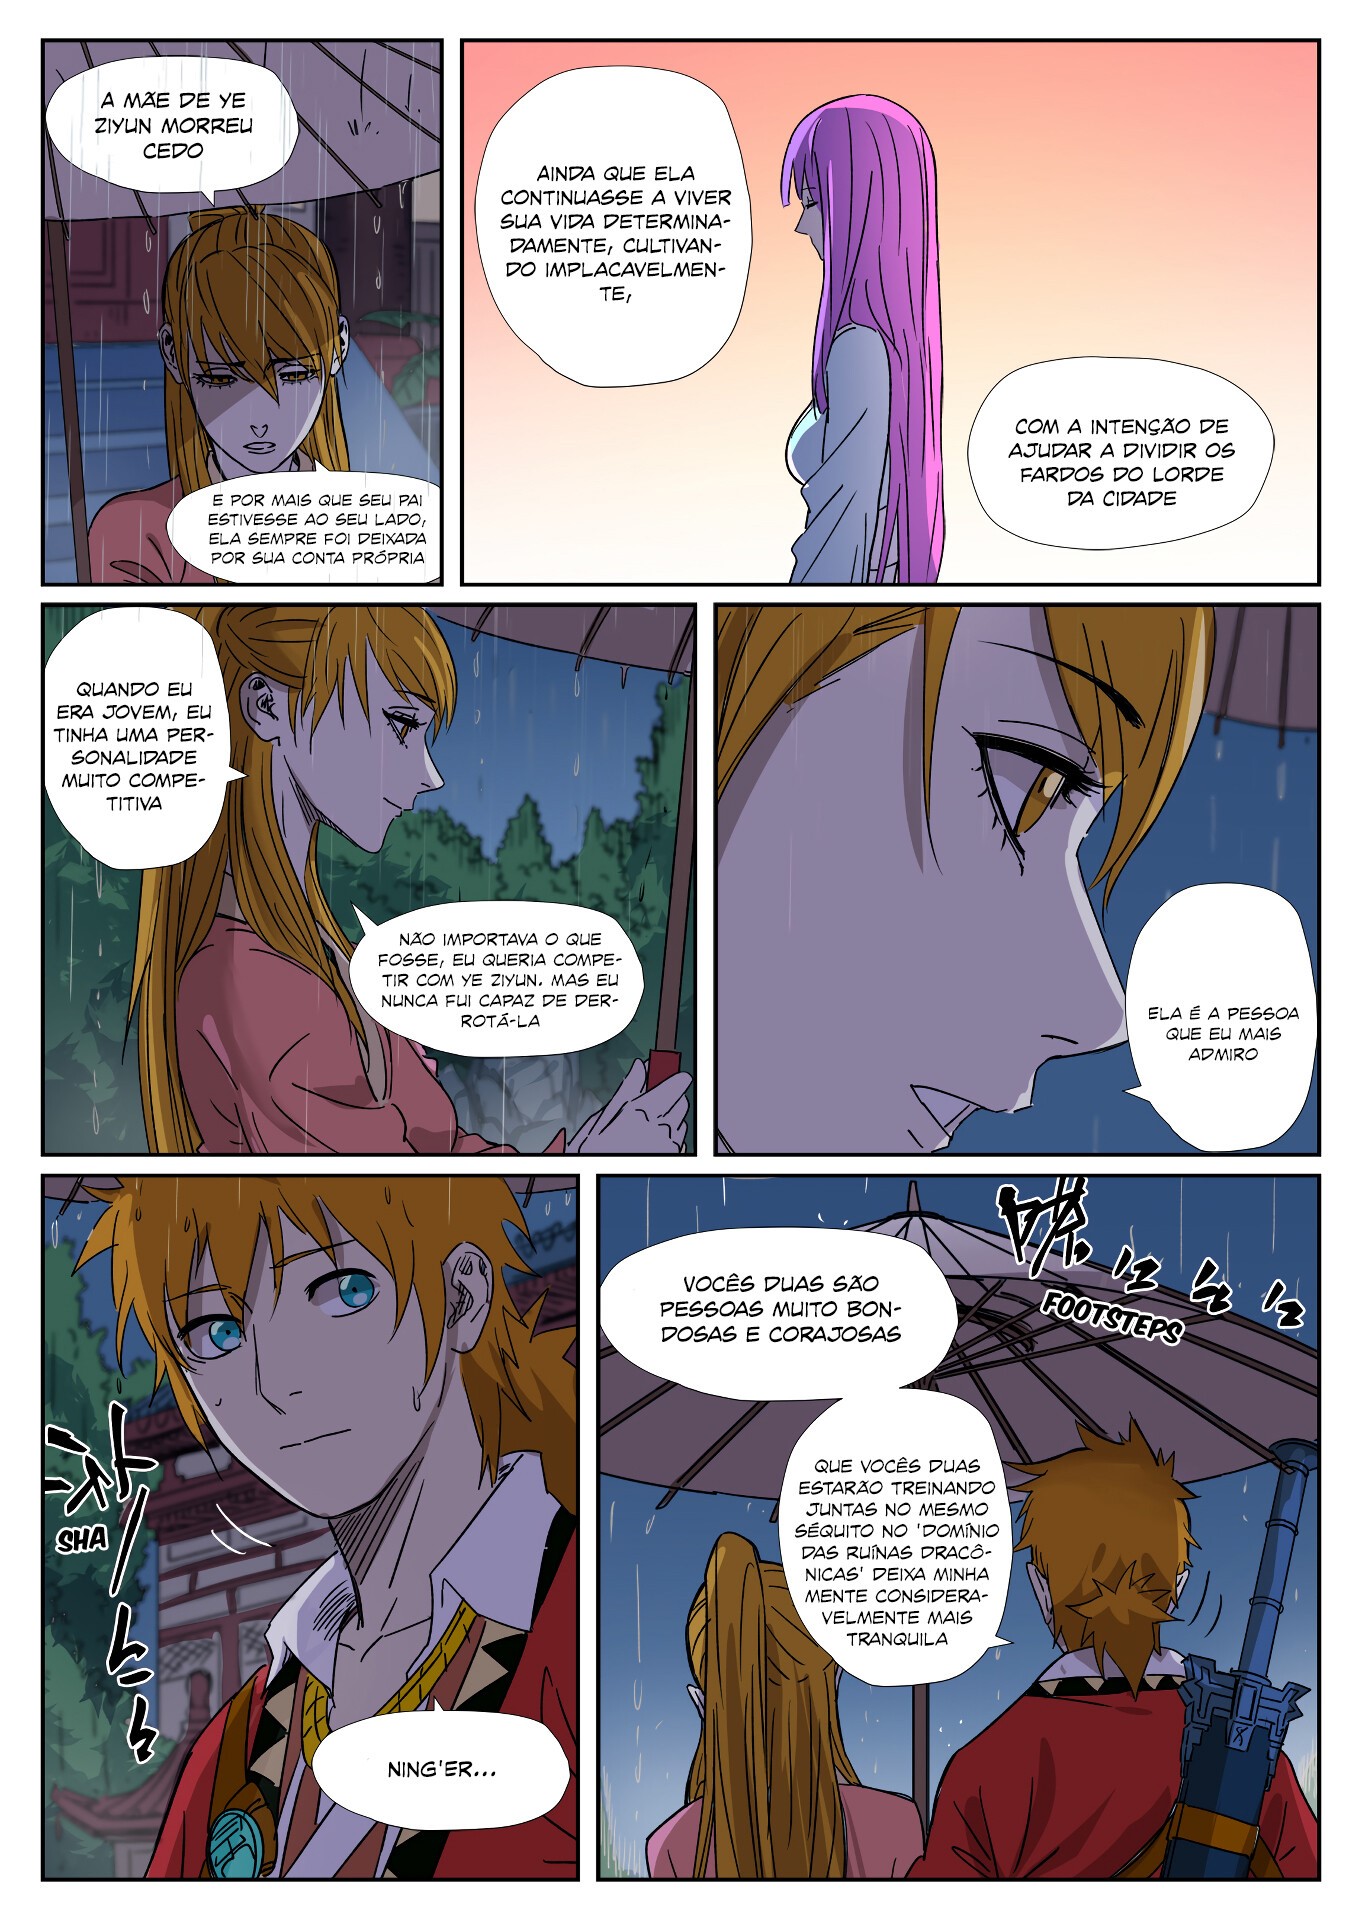 A MÃE DE YE
ZIYUN MORREU
CEDO
E POR MAIS QUE SEU PAI
ESTIVESSE AO SEU LADO,
ELA SEMPRE FOI DEIXADA
POR SUA CONTA PRÓPRIA
AINDA QUE ELA
CONTINUASSE A VIVER
SUA VIDA DETERMINA-
DAMENTE, CULTIVAN-
DO IMPLACAVELMEN-
TE,
COM A INTENÇÃO DE
AJUDAR A DIVIDIR OS
FARDOS DO LORDE
DA CIDADE
QUANDO EU
ERA JOVEM, EU
TINHA UMA PER-
SONALIDADE
MUITO COMPE-
TITIVA
NÃO IMPORTAVA O QUE
FOSSE, EU QUERIA COMPE-
TIR COM YE ZIYUN. MAS EU
NUNCA FUI CAPAZ DE DER-
ROTÁ-LA
ELA É A PESSOA
QUE EU MAIS
ADMIRO
SHA
NING'ER...
VOCÊS DUAS SÃO
PESSOAS MUITO BON-
DOSAS E CORAJOSAS
FOOTSTEPS
QUE VOCÊS DUAS
ESTARÃO TREINANDO
JUNTAS NO MESMO
SÉQUITO NO 'DOMÍNIO
DAS RUÍNAS DRACÔ-
NICAS' DEIXA MINHA
MENTE CONSIDERA-
VELMENTE MAIS
TRANQUILA